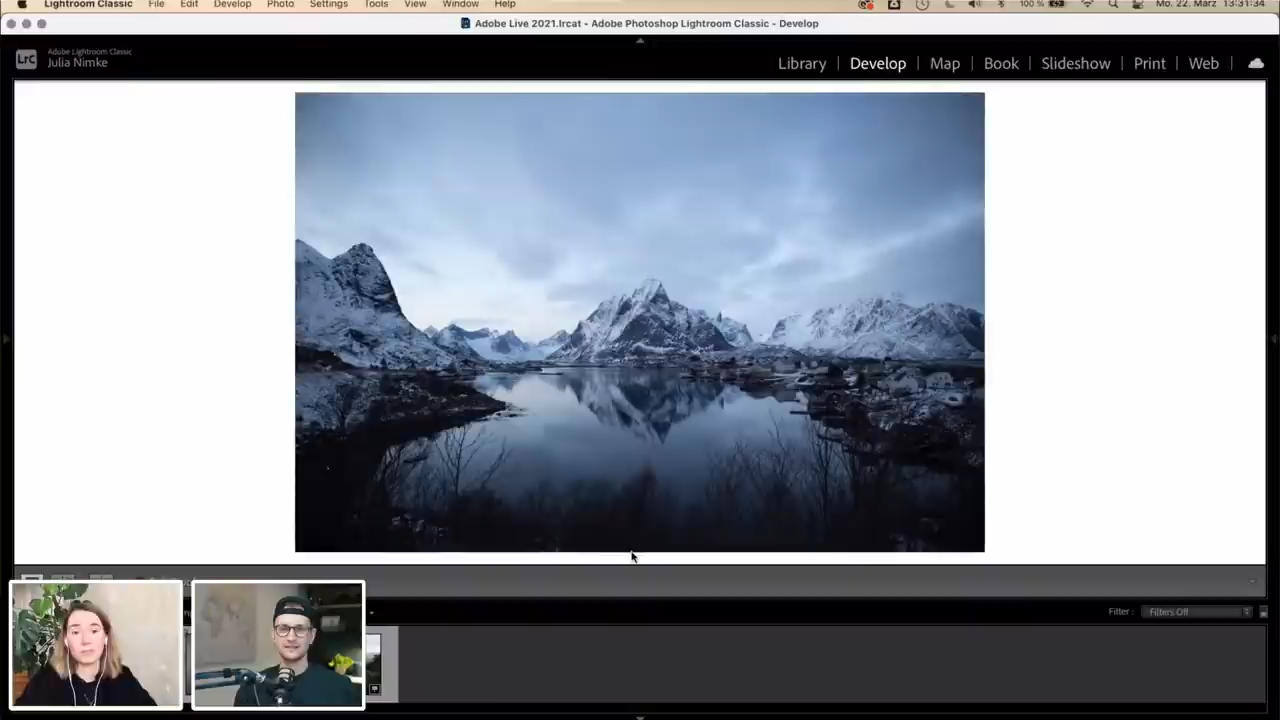 Lightroom Classic File Edit Develop Photo Settings Tools View Window Help 100 % Mo. 22. März 13:31:34
Adobe Live 2021.lrcat - Adobe Photoshop Lightroom Classic - Develop
LrC
Adobe Lightroom Classic
Julia Nimke
Library Develop Map Book Slideshow Print Web
Filter : Filters Off